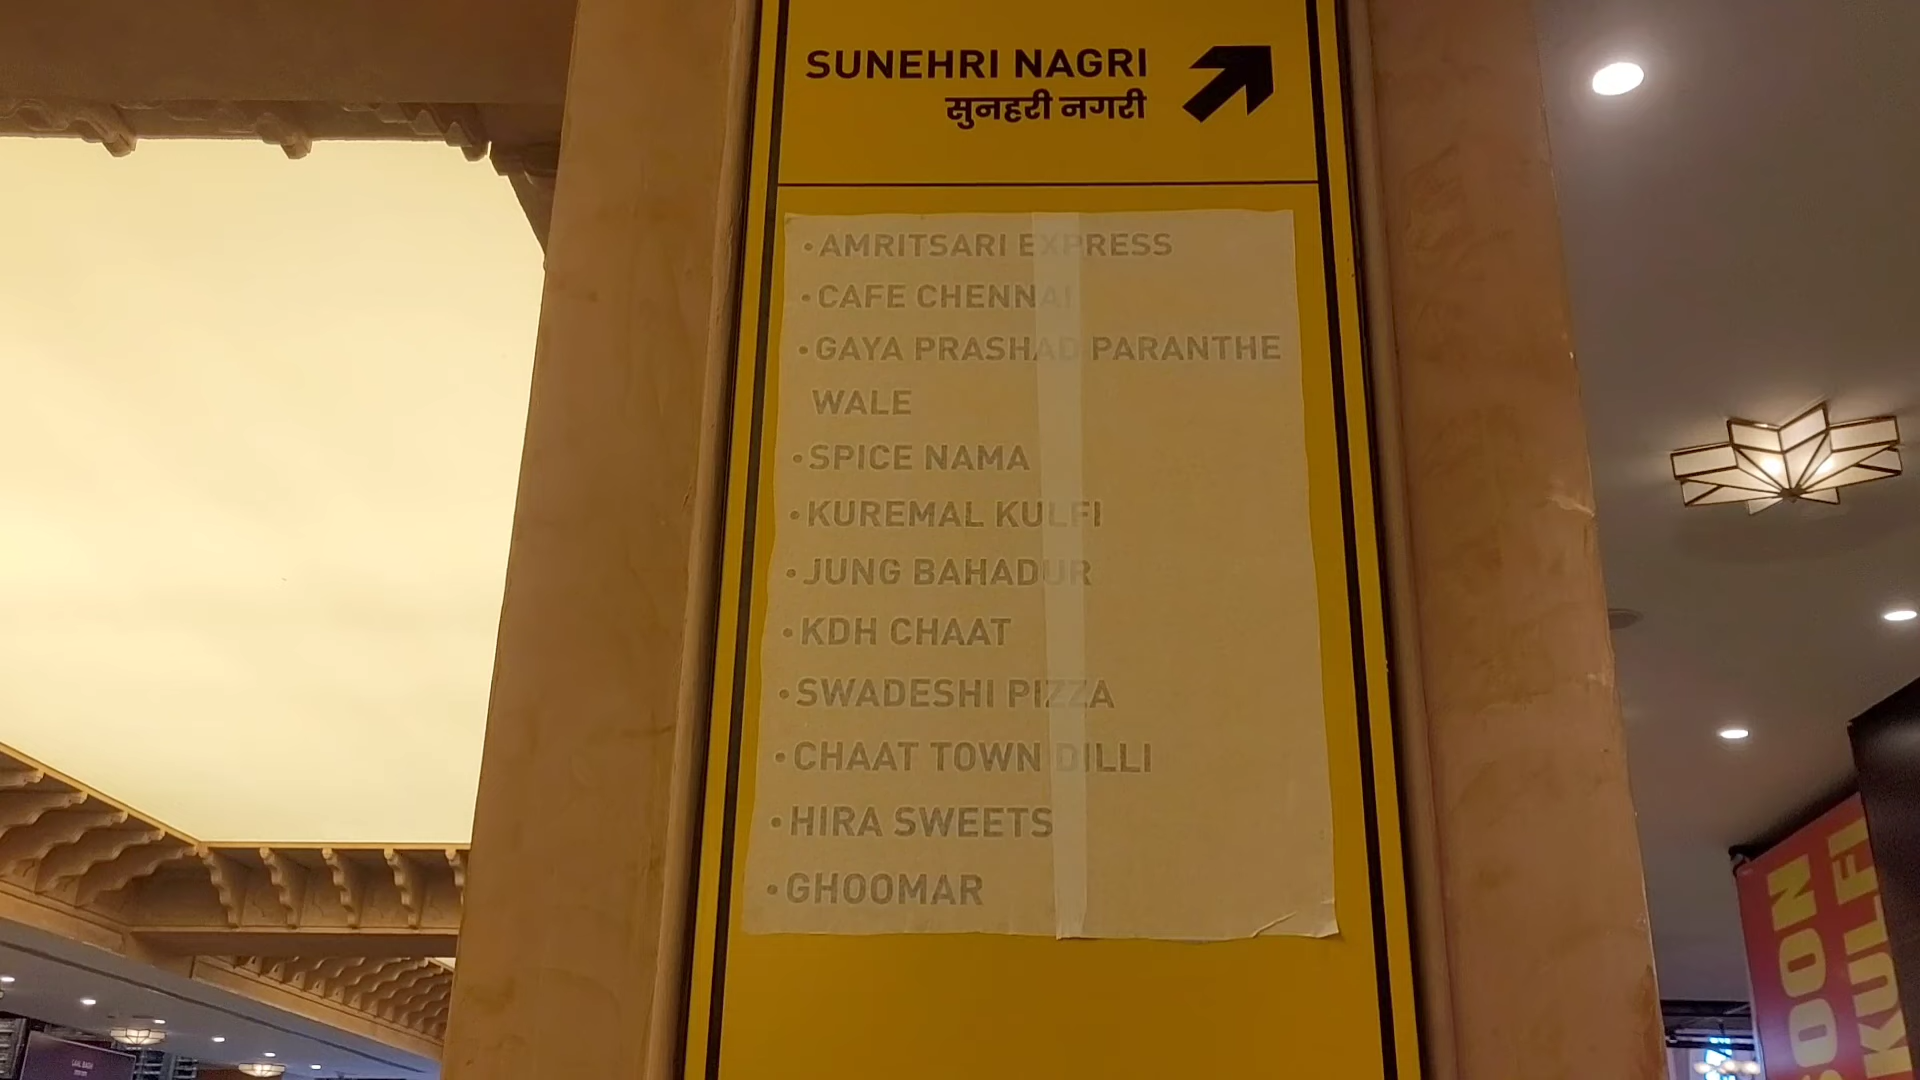 SUNEHRI NAGRI
सुनहरी नगरी
•AMRITSARI EXPRESS
•CAFE CHENNAI
•GAYA PRASHAD PARANTHE
WALE
•SPICE NAMA
•KUREMAL KULFI
•JUNG BAHADUR
•KDH CHAAT
•SWADESHI PIZZA
•CHAAT TOWN DILLI
•HIRA SWEETS
•GHOOMAR
KULFI